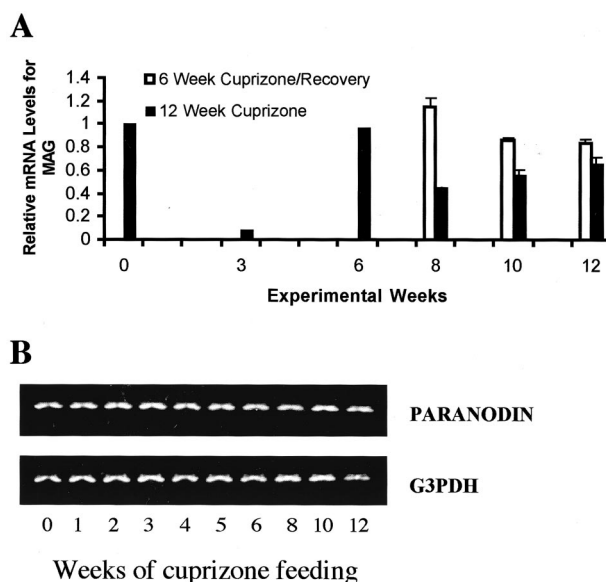 A
Relative mRNA Levels for
MAG
1.4
1.2
1
0.8
0.6
0.4
0.2
0
6 Week Cuprizone/Recovery
12 Week Cuprizone
0 3 6 8 10 12
Experimental Weeks
B
PARANODIN
G3PDH
0 1 2 3 4 5 6 8 10 12
Weeks of cuprizone feeding